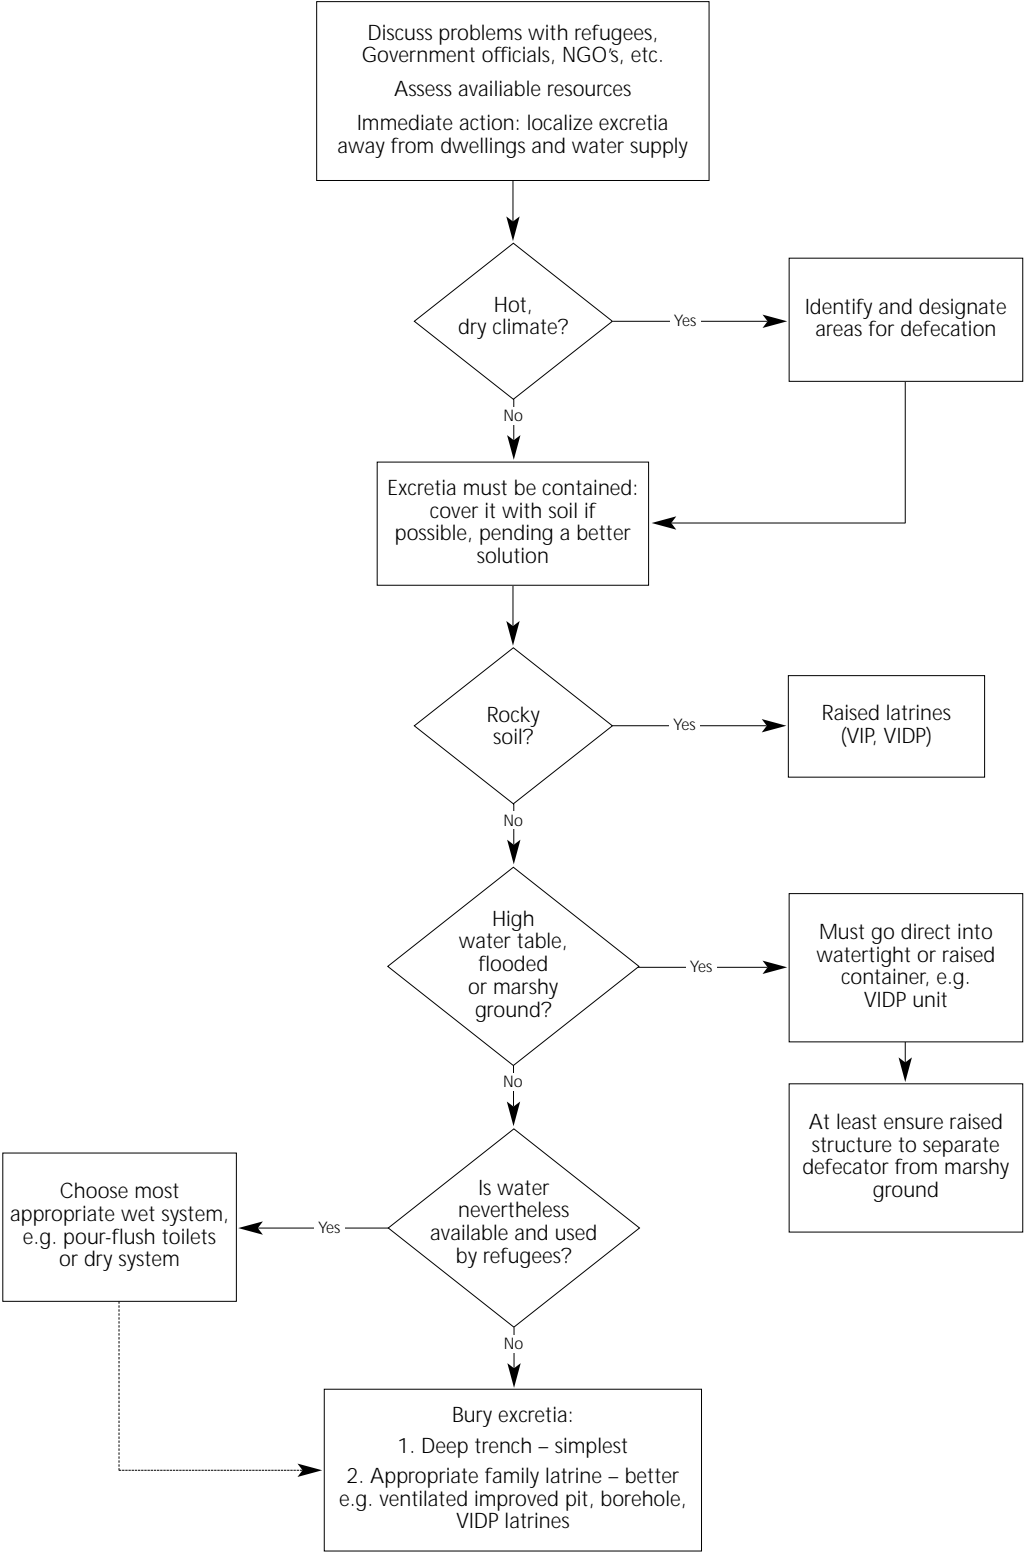 Discuss problems with refugees,
Government officials, NGO's, etc.
Assess availiable resources
Immediate action: localize excretia
away from dwellings and water supply
Hot,
dry climate?
Yes
Identify and designate
areas for defecation
No
Excretia must be contained:
cover it with soil if
possible, pending a better
solution
Rocky
soil?
Yes
Raised latrines
(VIP, VIDP)
No
High
water table,
flooded
or marshy
ground?
Yes
Must go direct into
watertight or raised
container, e.g.
VIDP unit
No
At least ensure raised
structure to separate
defecator from marshy
ground
Is water
nevertheless
available and used
by refugees?
Yes
Choose most
appropriate wet system,
e.g. pour-flush toilets
or dry system
No
Bury excretia:
1. Deep trench – simplest
2. Appropriate family latrine – better
e.g. ventilated improved pit, borehole,
VIDP latrines